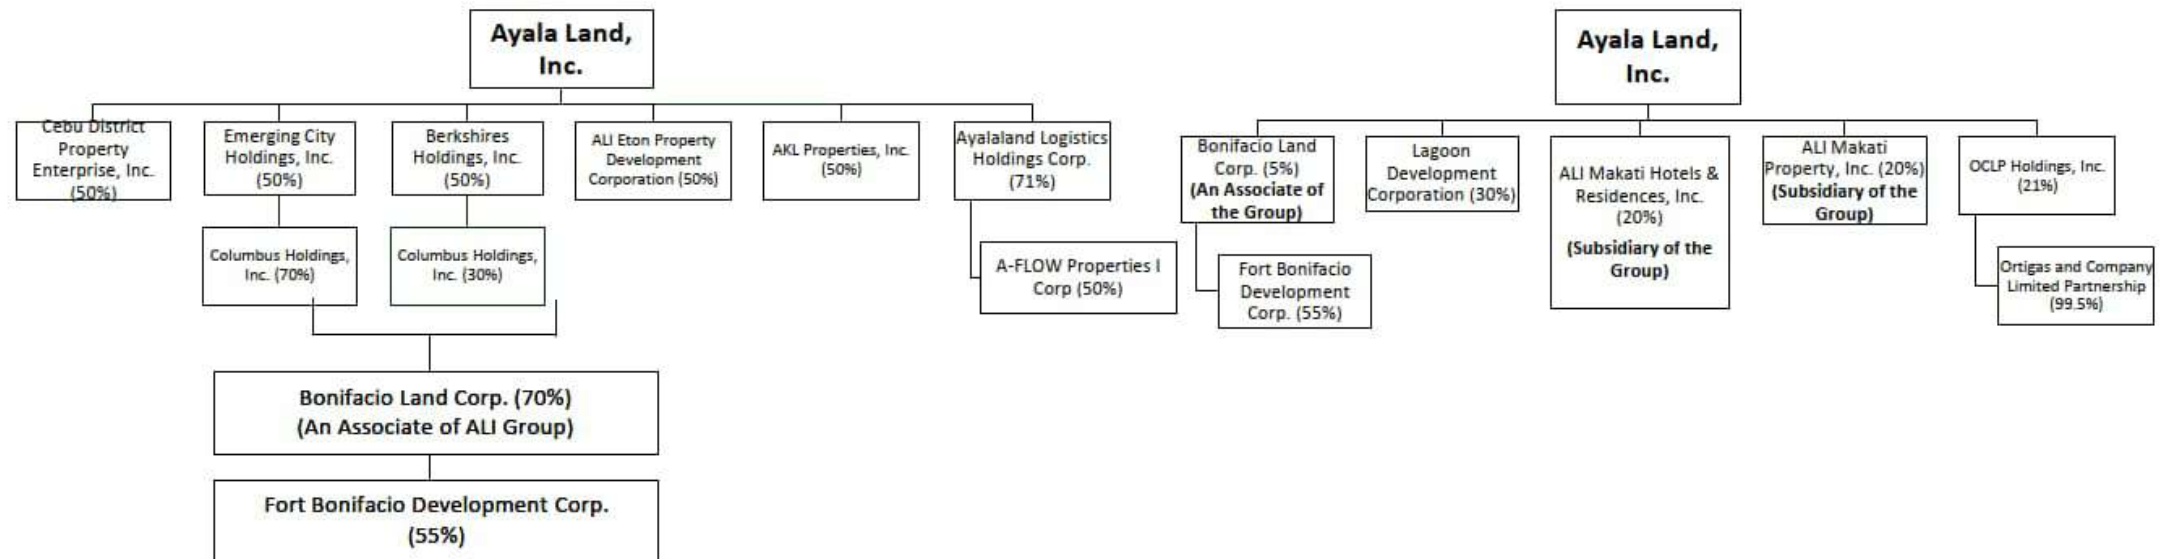 Ayala Land,
Inc.
Cebu District
Property
Enterprise, Inc.
(50%)
Emerging City
Holdings, Inc.
(50%)
Berkshires
Holdings, Inc.
(50%)
ALI Eton Property
Development
Corporation (50%)
AKL Properties, Inc.
(50%)
Ayalaland Logistics
Holdings Corp.
(71%)
Columbus Holdings,
Inc. (70%)
Columbus Holdings,
Inc. (30%)
A-FLOW Properties I
Corp (50%)
Bonifacio Land Corp. (70%)
(An Associate of ALI Group)
Fort Bonifacio Development Corp.
(55%)
Ayala Land,
Inc.
Bonifacio Land
Corp. (5%)
(An Associate of
the Group)
Lagoon
Development
Corporation (30%)
ALI Makati Hotels &
Residences, Inc.
(20%)
(Subsidiary of the
Group)
ALI Makati
Property, Inc. (20%)
(Subsidiary of the
Group)
OCLP Holdings, Inc.
(21%)
Fort Bonifacio
Development
Corp. (55%)
Ortigas and Company
Limited Partnership
(99.5%)